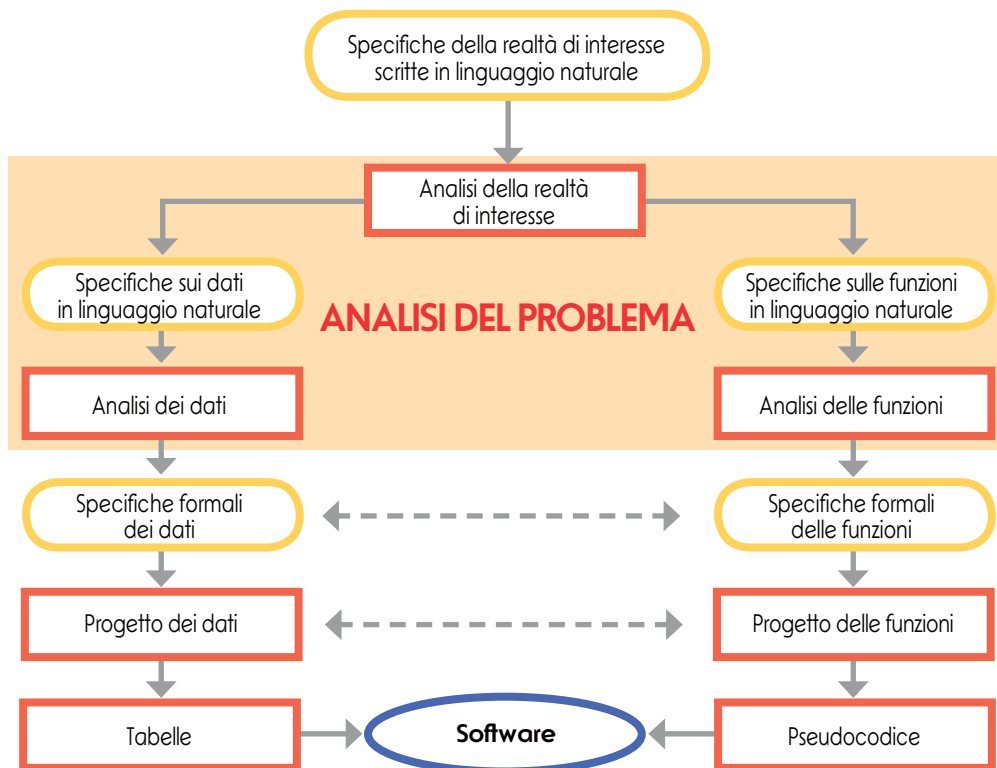 Specifiche della realtà di interesse
scritte in linguaggio naturale
Analisi della realtà
di interesse
Specifiche sui dati
in linguaggio naturale
Specifiche sulle funzioni
in linguaggio naturale
ANALISI DEL PROBLEMA
Analisi dei dati
Analisi delle funzioni
Specifiche formali
dei dati
Specifiche formali
delle funzioni
Progetto dei dati
Progetto delle funzioni
Tabelle
Software
Pseudocodice